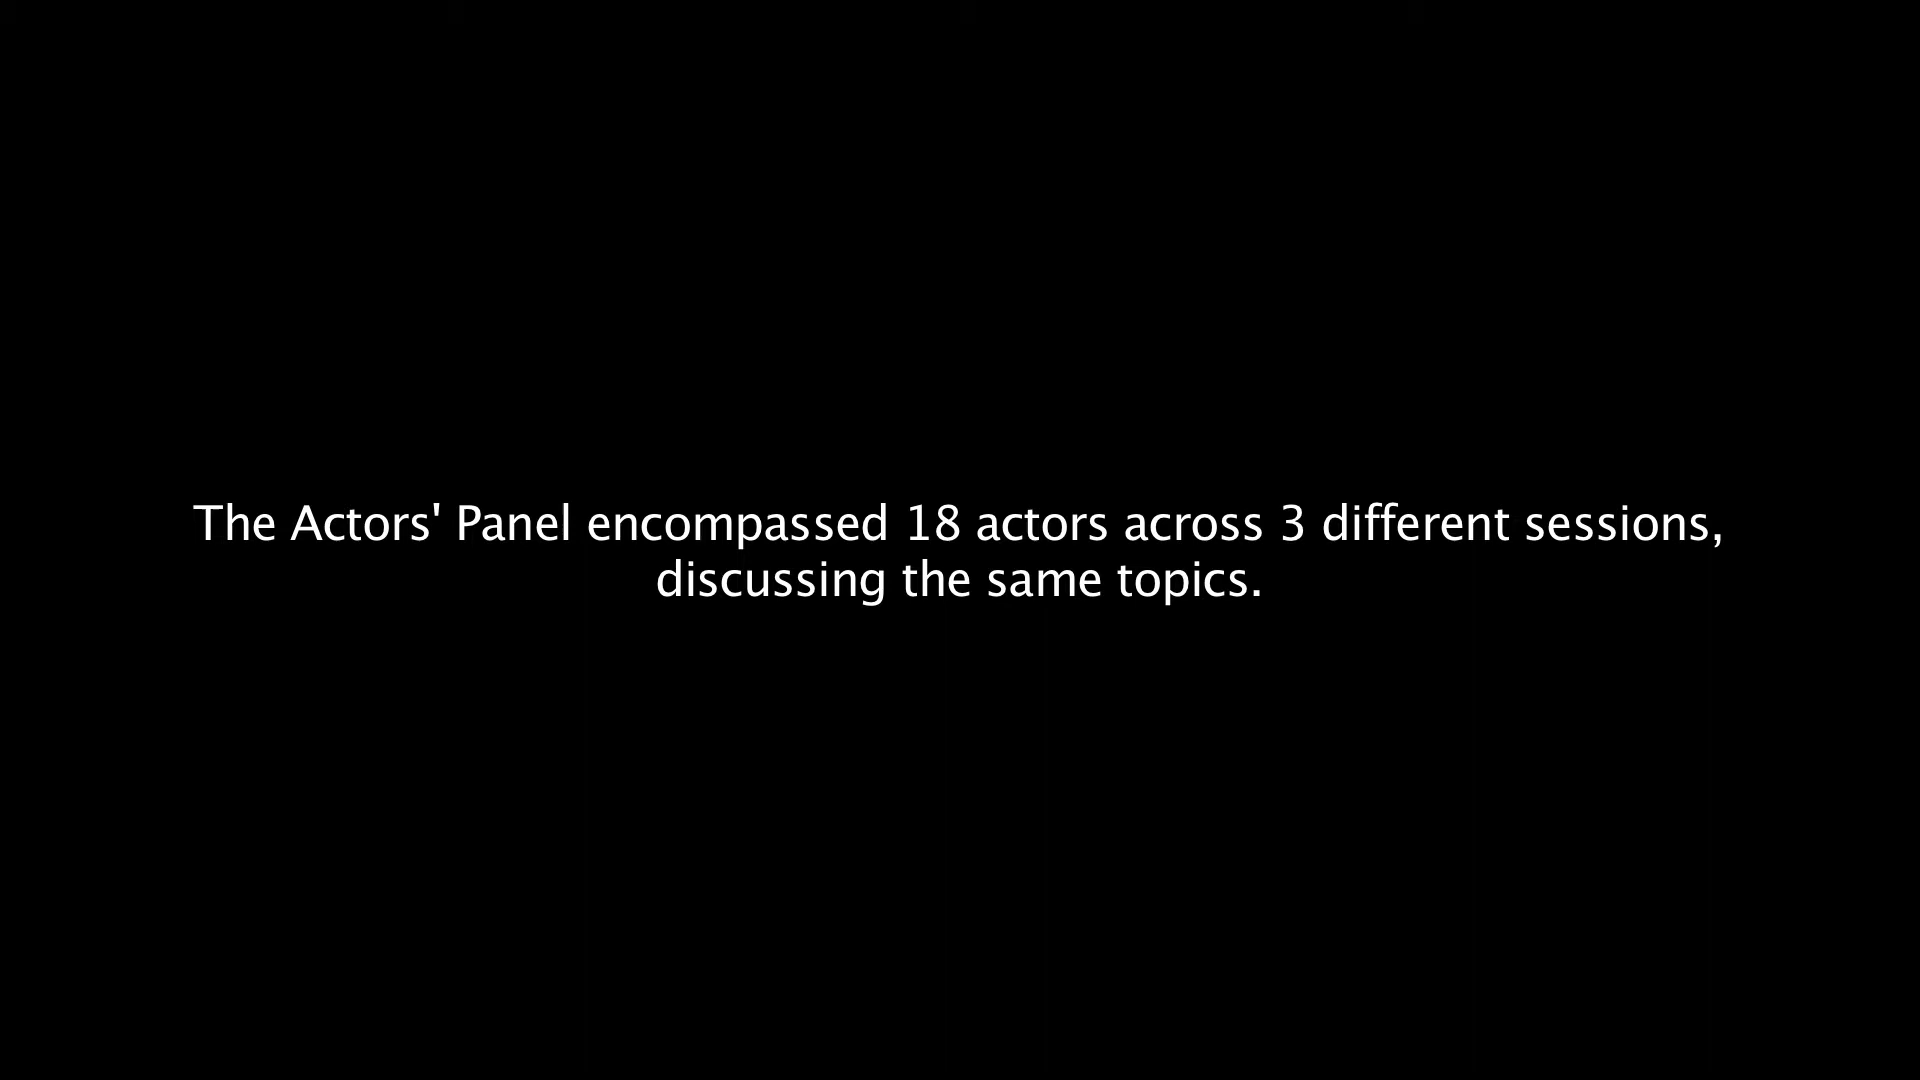 The Actors' Panel encompassed 18 actors across 3 different sessions,
discussing the same topics.